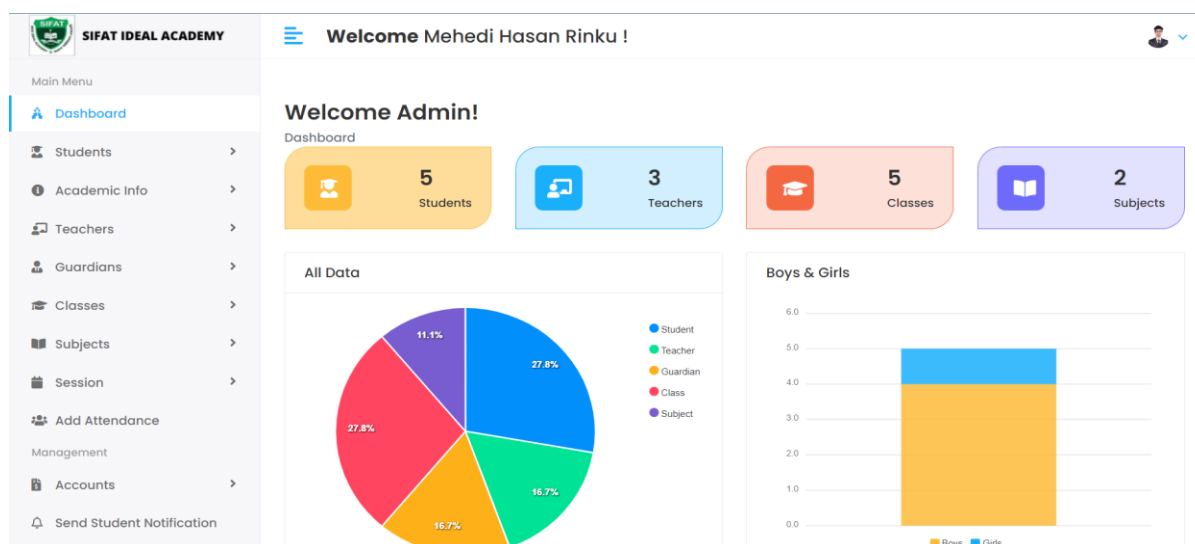 SIFAT
SIFAT IDEAL ACADEMY
Welcome Mehedi Hasan Rinku !
Main Menu
Dashboard
Students
Academic Info
Teachers
Guardians
Classes
Subjects
Session
Add Attendance
Management
Accounts
Send Student Notification
Welcome Admin!
Dashboard
5
Students
3
Teachers
5
Classes
2
Subjects
All Data
11.1%
27.8%
27.8%
16.7%
16.7%
Student
Teacher
Guardian
Class
Subject
Boys & Girls
6.0
5.0
4.0
3.0
2.0
1.0
0.0
Boys Girls